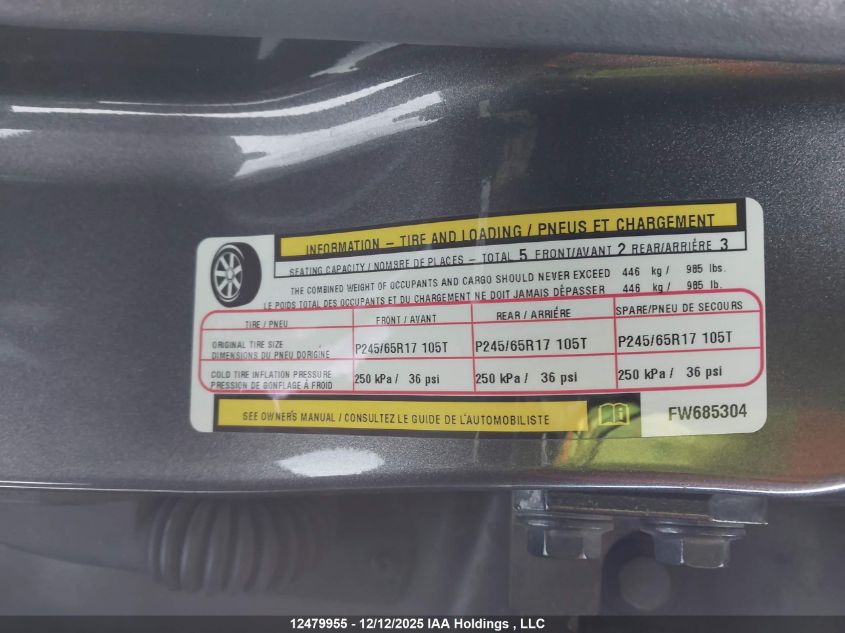 INFORMATION – TIRE AND LOADING / PNEUS ET CHARGEMENT
SEATING CAPACITY / NOMBRE DE PLACES – TOTAL 5 FRONT/AVANT 2 REAR/ARRIÈRE 3
THE COMBINED WEIGHT OF OCCUPANTS AND CARGO SHOULD NEVER EXCEED 446 kg / 985 lbs.
LE POIDS TOTAL DES OCCUPANTS ET DU CHARGEMENT NE DOIT JAMAIS DÉPASSER 446 kg / 985 lb.
TIRE / PNEU FRONT / AVANT REAR / ARRIÉRE SPARE/PNEU DE SECOURS
ORIGINAL TIRE SIZE
DIMENSIONS DU PNEU D'ORIGINE P245/65R17 105T P245/65R17 105T P245/65R17 105T
COLD TIRE INFLATION PRESSURE
PRESSION DE GONFLAGE À FROID 250 kPa / 36 psi 250 kPa / 36 psi 250 kPa / 36 psi
SEE OWNER'S MANUAL / CONSULTEZ LE GUIDE DE L'AUTOMOBILISTE FW685304
12479955 - 12/12/2025 IAA Holdings , LLC